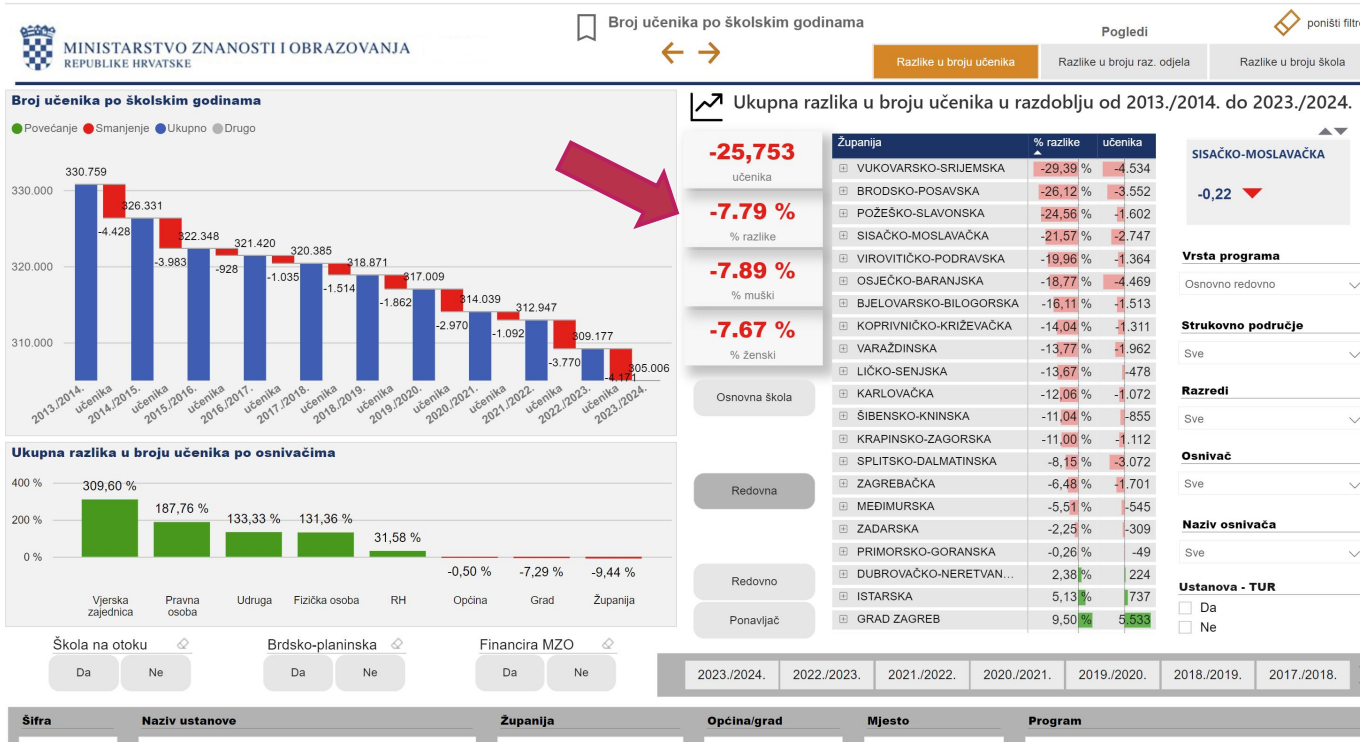 MINISTARSTVO ZNANOSTI I OBRAZOVANJA
REPUBLIKE HRVATSKE
Broj učenika po školskim godinama
Pogledi
poništi filtre
Razlike u broju učenika
Razlike u broju raz. odjela
Razlike u broju škola
Broj učenika po školskim godinama
Povećanje Smanjenje Ukupno Drugo
330.000
320.000
310.000
330.759
-4.428
326.331
-3.983
322.348
-928
321.420
-1.035
320.385
-1.514
318.871
-1.862
317.009
-2.970
314.039
-1.092
312.947
-3.770
309.177
-4.171
305.006
2013./2014.
učenika
2014./2015.
učenika
2015./2016.
učenika
2016./2017.
učenika
2017./2018.
učenika
2018./2019.
učenika
2019./2020.
učenika
2020./2021.
učenika
2021./2022.
učenika
2022./2023.
učenika
2023./2024.
Ukupna razlika u broju učenika po osnivačima
400 %
200 %
0 %
309,60 %
187,76 %
133,33 %
131,36 %
31,58 %
-0,50 %
-7,29 %
-9,44 %
Vjerska
zajednica
Pravna
osoba
Udruga
Fizička osoba
RH
Općina
Grad
Županija
Škola na otoku
Da Ne
Brdsko-planinska
Da Ne
Financira MZO
Da Ne
Ukupna razlika u broju učenika u razdoblju od 2013./2014. do 2023./2024.
-25,753
učenika
-7.79 %
% razlike
-7.89 %
% muški
-7.67 %
% ženski
Osnovna škola
Redovna
Redovno
Ponavljač
Županija % razlike učenika
VUKOVARSKO-SRIJEMSKA -29,39 % -4.534
BRODSKO-POSAVSKA -26,12 % -3.552
POŽEŠKO-SLAVONSKA -24,56 % -1.602
SISAČKO-MOSLAVAČKA -21,57 % -2.747
VIROVITIČKO-PODRAVSKA -19,96 % -1.364
OSJEČKO-BARANJSKA -18,77 % -4.469
BJELOVARSKO-BILOGORSKA -16,11 % -1.513
KOPRIVNIČKO-KRIŽEVAČKA -14,04 % -1.311
VARAŽDINSKA -13,77 % -1.962
LIČKO-SENJSKA -13,67 % -478
KARLOVAČKA -12,06 % -1.072
ŠIBENSKO-KNINSKA -11,04 % -855
KRAPINSKO-ZAGORSKA -11,00 % -1.112
SPLITSKO-DALMATINSKA -8,15 % -3.072
ZAGREBAČKA -6,48 % -1.701
MEĐIMURSKA -5,51 % -545
ZADARSKA -2,25 % -309
PRIMORSKO-GORANSKA -0,26 % -49
DUBROVAČKO-NERETVAN... 2,38 % 224
ISTARSKA 5,13 % 737
GRAD ZAGREB 9,50 % 5.533
SISAČKO-MOSLAVAČKA
-0,22
Vrsta programa
Osnovno redovno
Strukovno područje
Sve
Razredi
Sve
Osnivač
Sve
Naziv osnivača
Sve
Ustanova - TUR
Da
Ne
2023./2024. 2022./2023. 2021./2022. 2020./2021. 2019./2020. 2018./2019. 2017./2018.
Šifra Naziv ustanove Županija Općina/grad Mjesto Program